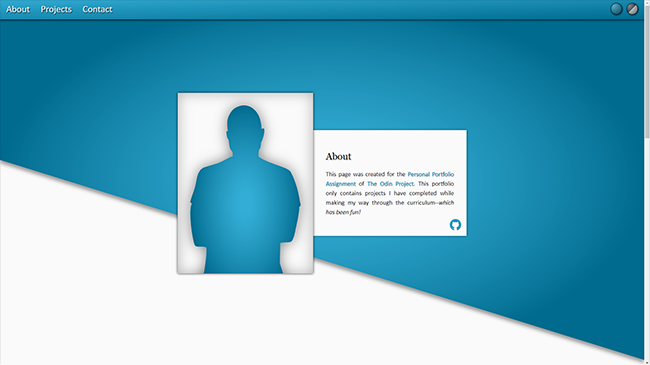 About Projects Contact
About
This page was created for the Personal Portfolio
Assignment of The Odin Project. This portfolio
only contains projects I have completed while
making my way through the curriculum--which
has been fun!